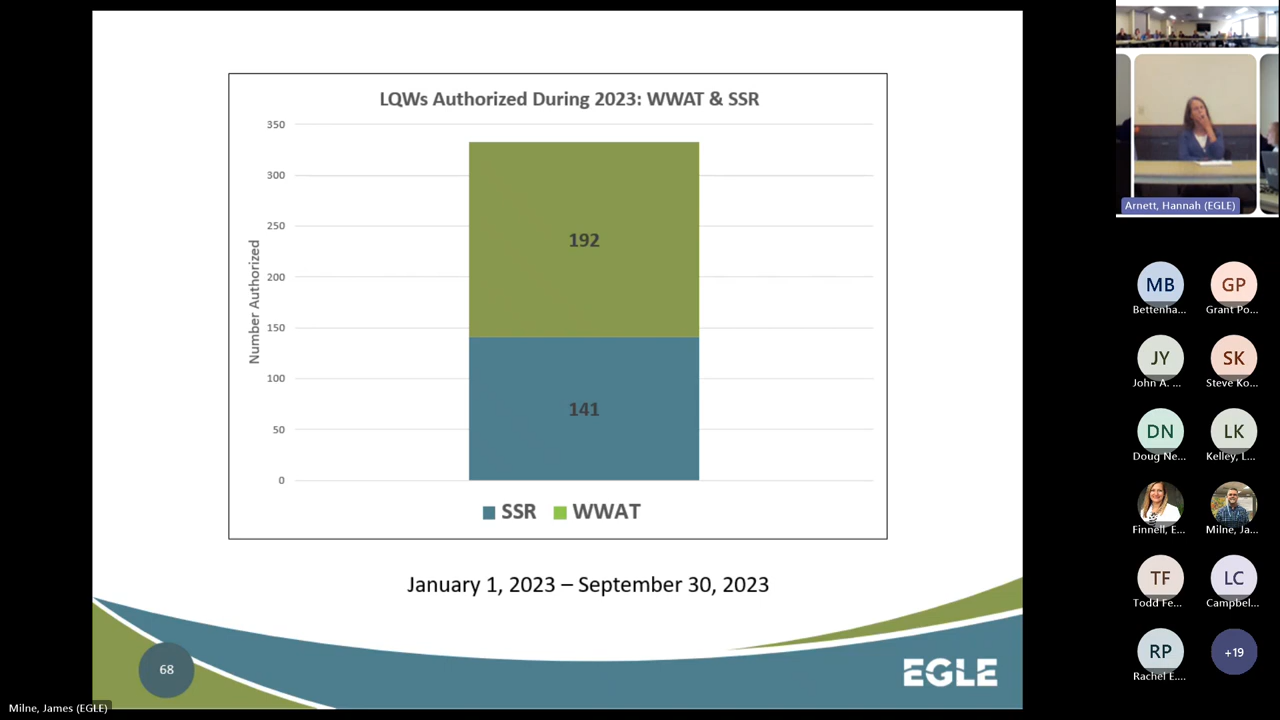 LQWs Authorized During 2023: WWAT & SSR
350
300
250
200
150
100
50
0
Number Authorized
192
141
SSR WWAT
January 1, 2023 – September 30, 2023
68
EGLE
Milne, James (EGLE)
Arnett, Hannah (EGLE)
MB GP
Bettenha... Grant Po...
JY SK
John A. ... Steve Ko...
DN LK
Doug Ne... Kelley, L...
Finnell, E... Milne, Ja...
TF LC
Todd Fe... Campbel...
RP +19
Rachel E....